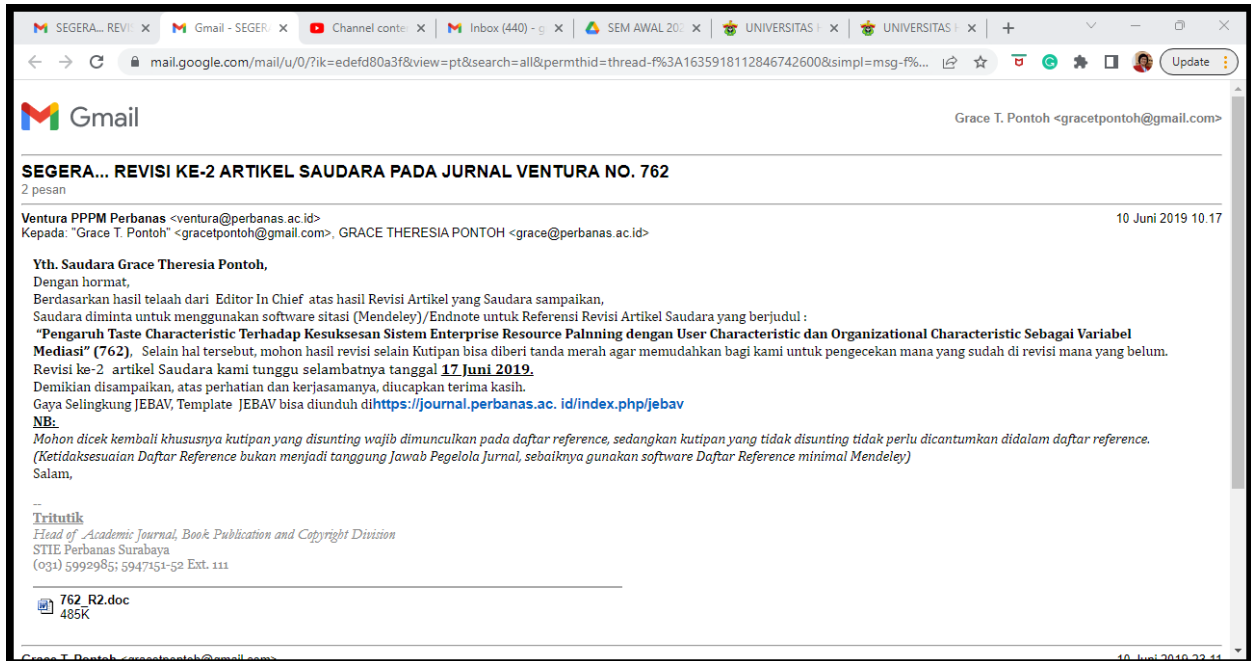 SEGERA... REVI
Gmail - SEGER
Channel conte
Inbox (440) - g
SEM AWAL 202
UNIVERSITAS H
UNIVERSITAS H
mail.google.com/mail/u/0/?ik=edefd80a3f&view=pt&search=all&permthid=thread-f%3A1635918112846742600&simpl=msg-f%...
Update
Gmail
Grace T. Pontoh <gracetpontoh@gmail.com>
SEGERA... REVISI KE-2 ARTIKEL SAUDARA PADA JURNAL VENTURA NO. 762
2 pesan
Ventura PPPM Perbanas <ventura@perbanas.ac.id> 10 Juni 2019 10.17
Kepada: "Grace T. Pontoh" <gracetpontoh@gmail.com>, GRACE THERESIA PONTOH <grace@perbanas.ac.id>
Yth. Saudara Grace Theresia Pontoh,
Dengan hormat,
Berdasarkan hasil telaah dari Editor In Chief atas hasil Revisi Artikel yang Saudara sampaikan,
Saudara diminta untuk menggunakan software sitasi (Mendeley)/Endnote untuk Referensi Revisi Artikel Saudara yang berjudul :
"Pengaruh Taste Characteristic Terhadap Kesuksesan Sistem Enterprise Resource Palnning dengan User Characteristic dan Organizational Characteristic Sebagai Variabel
Mediasi" (762), Selain hal tersebut, mohon hasil revisi selain Kutipan bisa diberi tanda merah agar memudahkan bagi kami untuk pengecekan mana yang sudah di revisi mana yang belum.
Revisi ke-2 artikel Saudara kami tunggu selambatnya tanggal 17 Juni 2019.
Demikian disampaikan, atas perhatian dan kerjasamanya, diucapkan terima kasih.
Gaya Selingkung JEBAV, Template JEBAV bisa diunduh dihttps://journal.perbanas.ac. id/index.php/jebav
NB:
Mohon dicek kembali khususnya kutipan yang disunting wajib dimunculkan pada daftar reference, sedangkan kutipan yang tidak disunting tidak perlu dicantumkan didalam daftar reference.
(Ketidaksesuaian Daftar Reference bukan menjadi tanggung Jawab Pegelola Jurnal, sebaiknya gunakan software Daftar Reference minimal Mendeley)
Salam,
--
Tritutik
Head of Academic Journal, Book Publication and Copyright Division
STIE Perbanas Surabaya
(031) 5992985; 5947151-52 Ext. 111
762_R2.doc
485K
Grace T. Pontoh <gracetpontoh@gmail.com> 10 Juni 2019 23.11